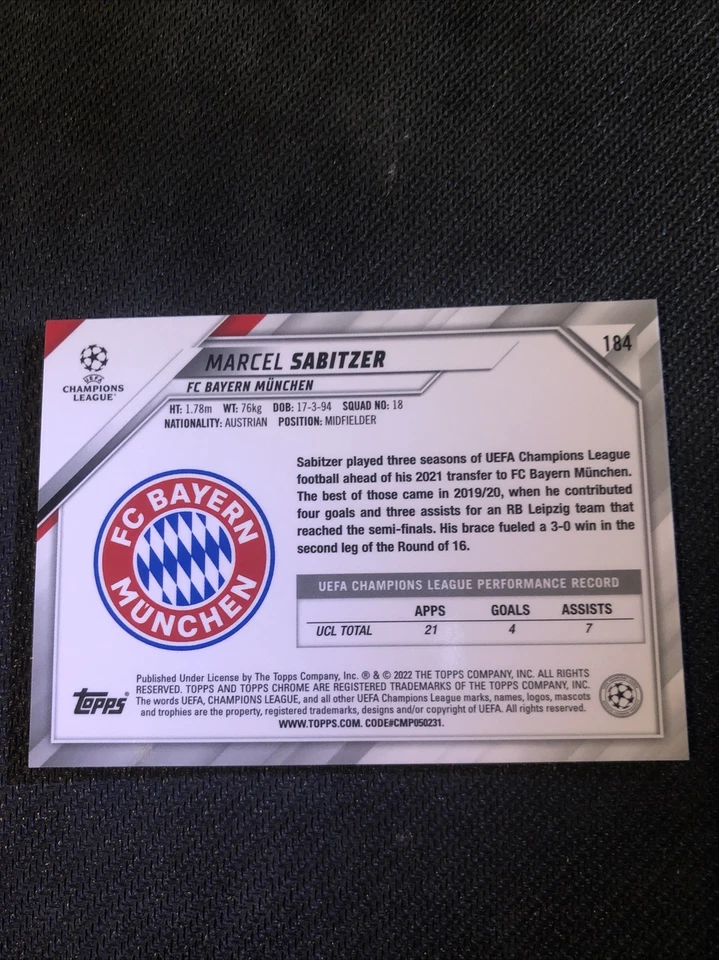 184
MARCEL SABITZER
FC BAYERN MÜNCHEN
UEFA
CHAMPIONS
LEAGUE®
HT: 1.78m WT: 76kg DOB: 17-3-94 SQUAD NO: 18
NATIONALITY: AUSTRIAN POSITION: MIDFIELDER
Sabitzer played three seasons of UEFA Champions League
football ahead of his 2021 transfer to FC Bayern München.
The best of those came in 2019/20, when he contributed
four goals and three assists for an RB Leipzig team that
reached the semi-finals. His brace fueled a 3-0 win in the
second leg of the Round of 16.
FC BAYERN
MÜNCHEN
UEFA CHAMPIONS LEAGUE PERFORMANCE RECORD
APPS GOALS ASSISTS
UCL TOTAL 21 4 7
Published Under License by The Topps Company, Inc. ® & © 2022 THE TOPPS COMPANY, INC. ALL RIGHTS
RESERVED. TOPPS AND TOPPS CHROME ARE REGISTERED TRADEMARKS OF THE TOPPS COMPANY, INC.
The words UEFA, CHAMPIONS LEAGUE, and all other UEFA Champions League marks, names, logos, mascots
and trophies are the property, registered trademarks, designs and/or copyright of UEFA. All rights reserved.
WWW.TOPPS.COM. CODE#CMP050231.
Topps®